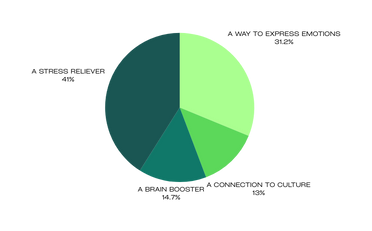 A WAY TO EXPRESS EMOTIONS
31.2%
A STRESS RELIEVER
41%
A BRAIN BOOSTER
14.7%
A CONNECTION TO CULTURE
13%